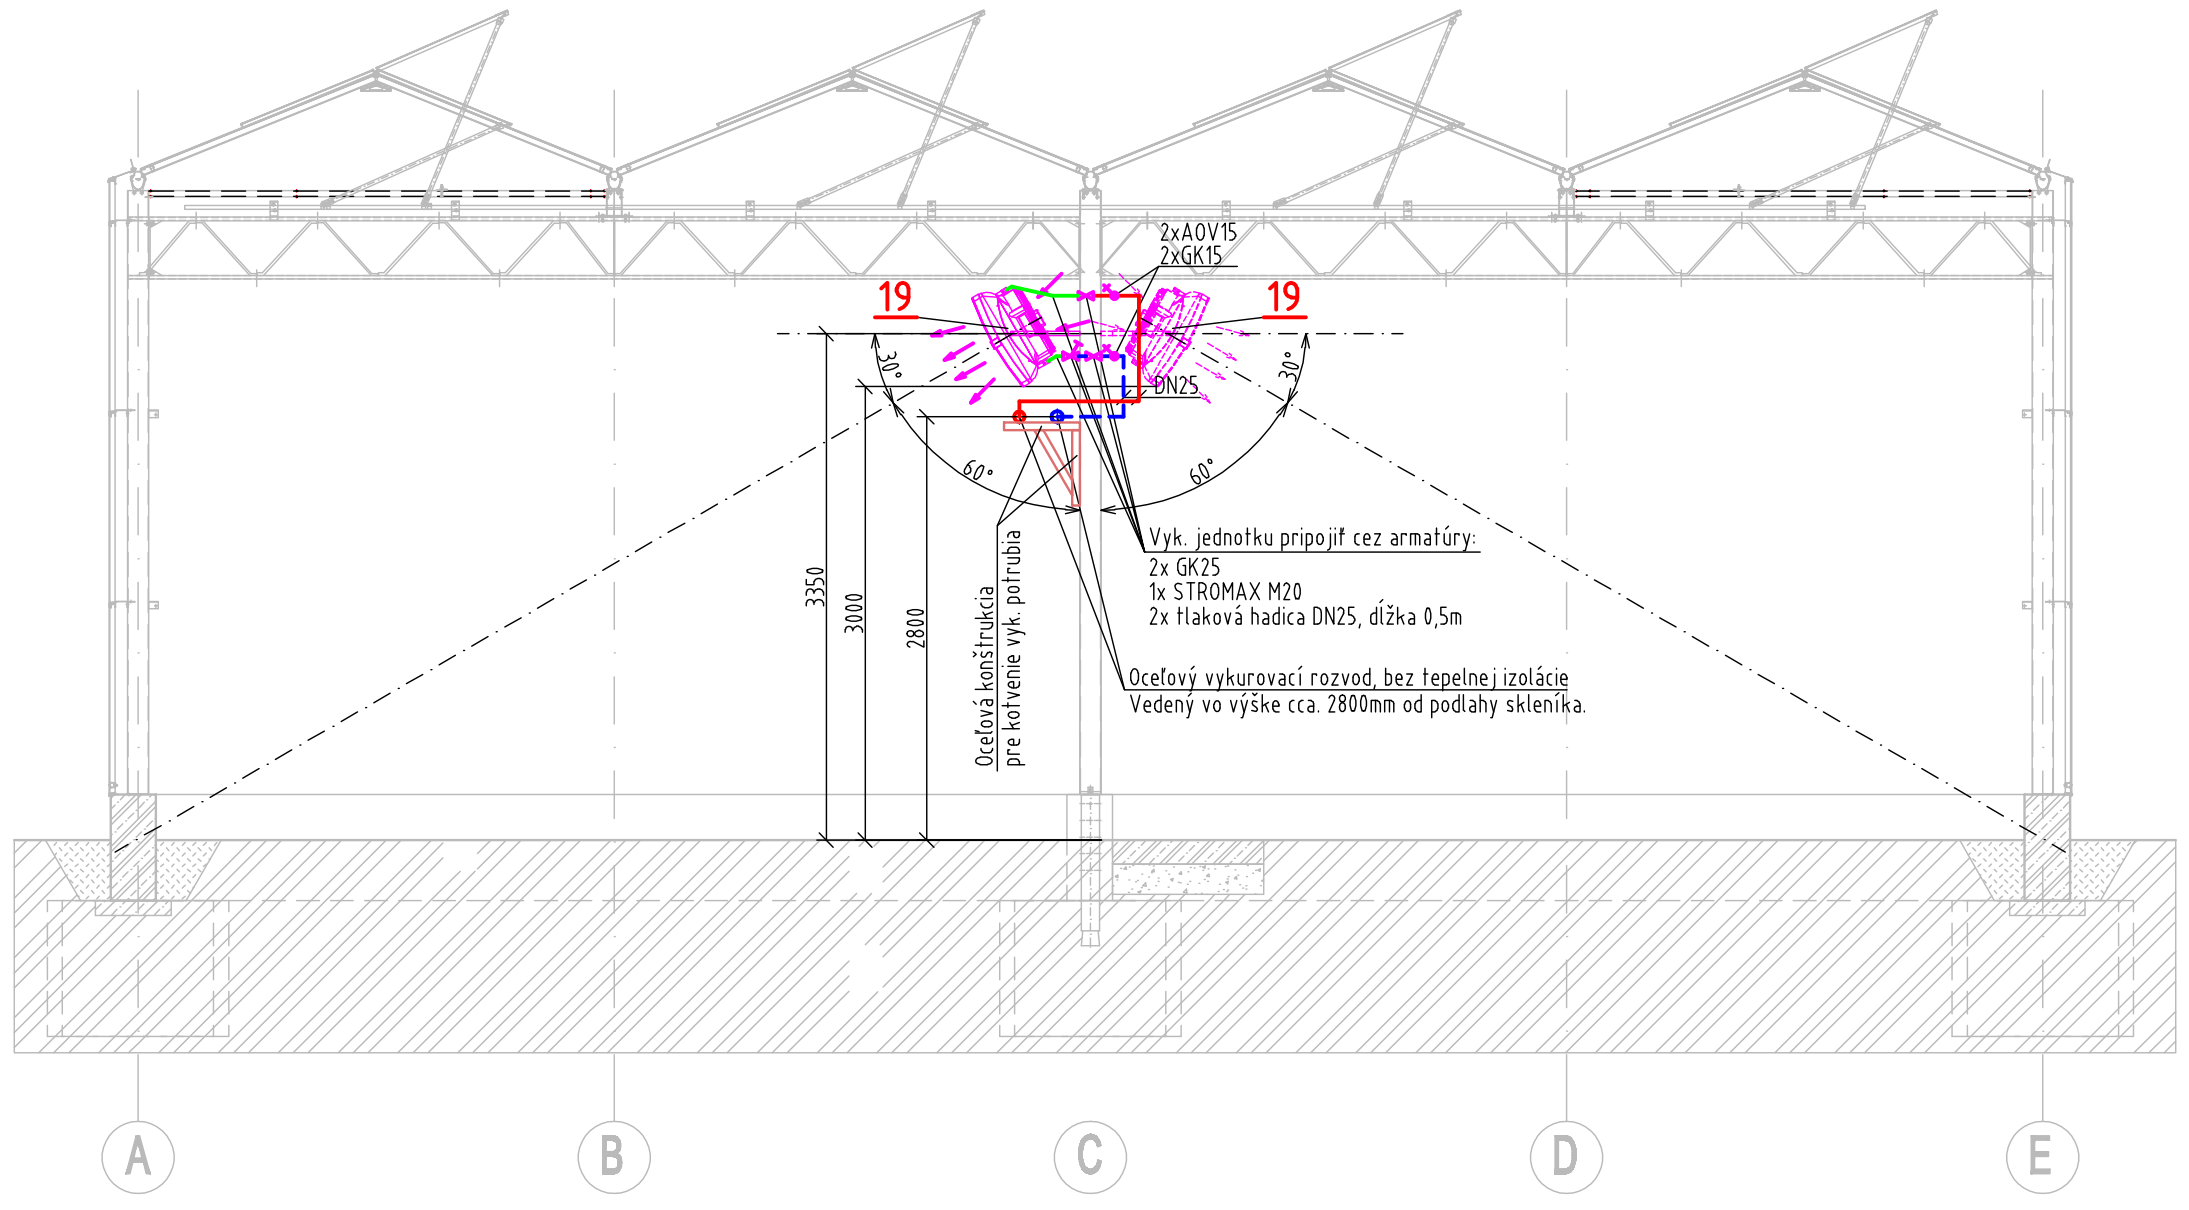 2xAOV15
2xGK15
19
19
30°
30°
DN25
60°
60°
3350
3000
2800
Oceľová konštrukcia
pre kotvenie vyk. potrubia
Vyk. jednotku pripojiť cez armatúry:
2x GK25
1x STROMAX M20
2x tlaková hadica DN25, dĺžka 0,5m
Oceľový vykurovací rozvod, bez tepelnej izolácie
Vedený vo výške cca. 2800mm od podlahy skleníka.
A
B
C
D
E